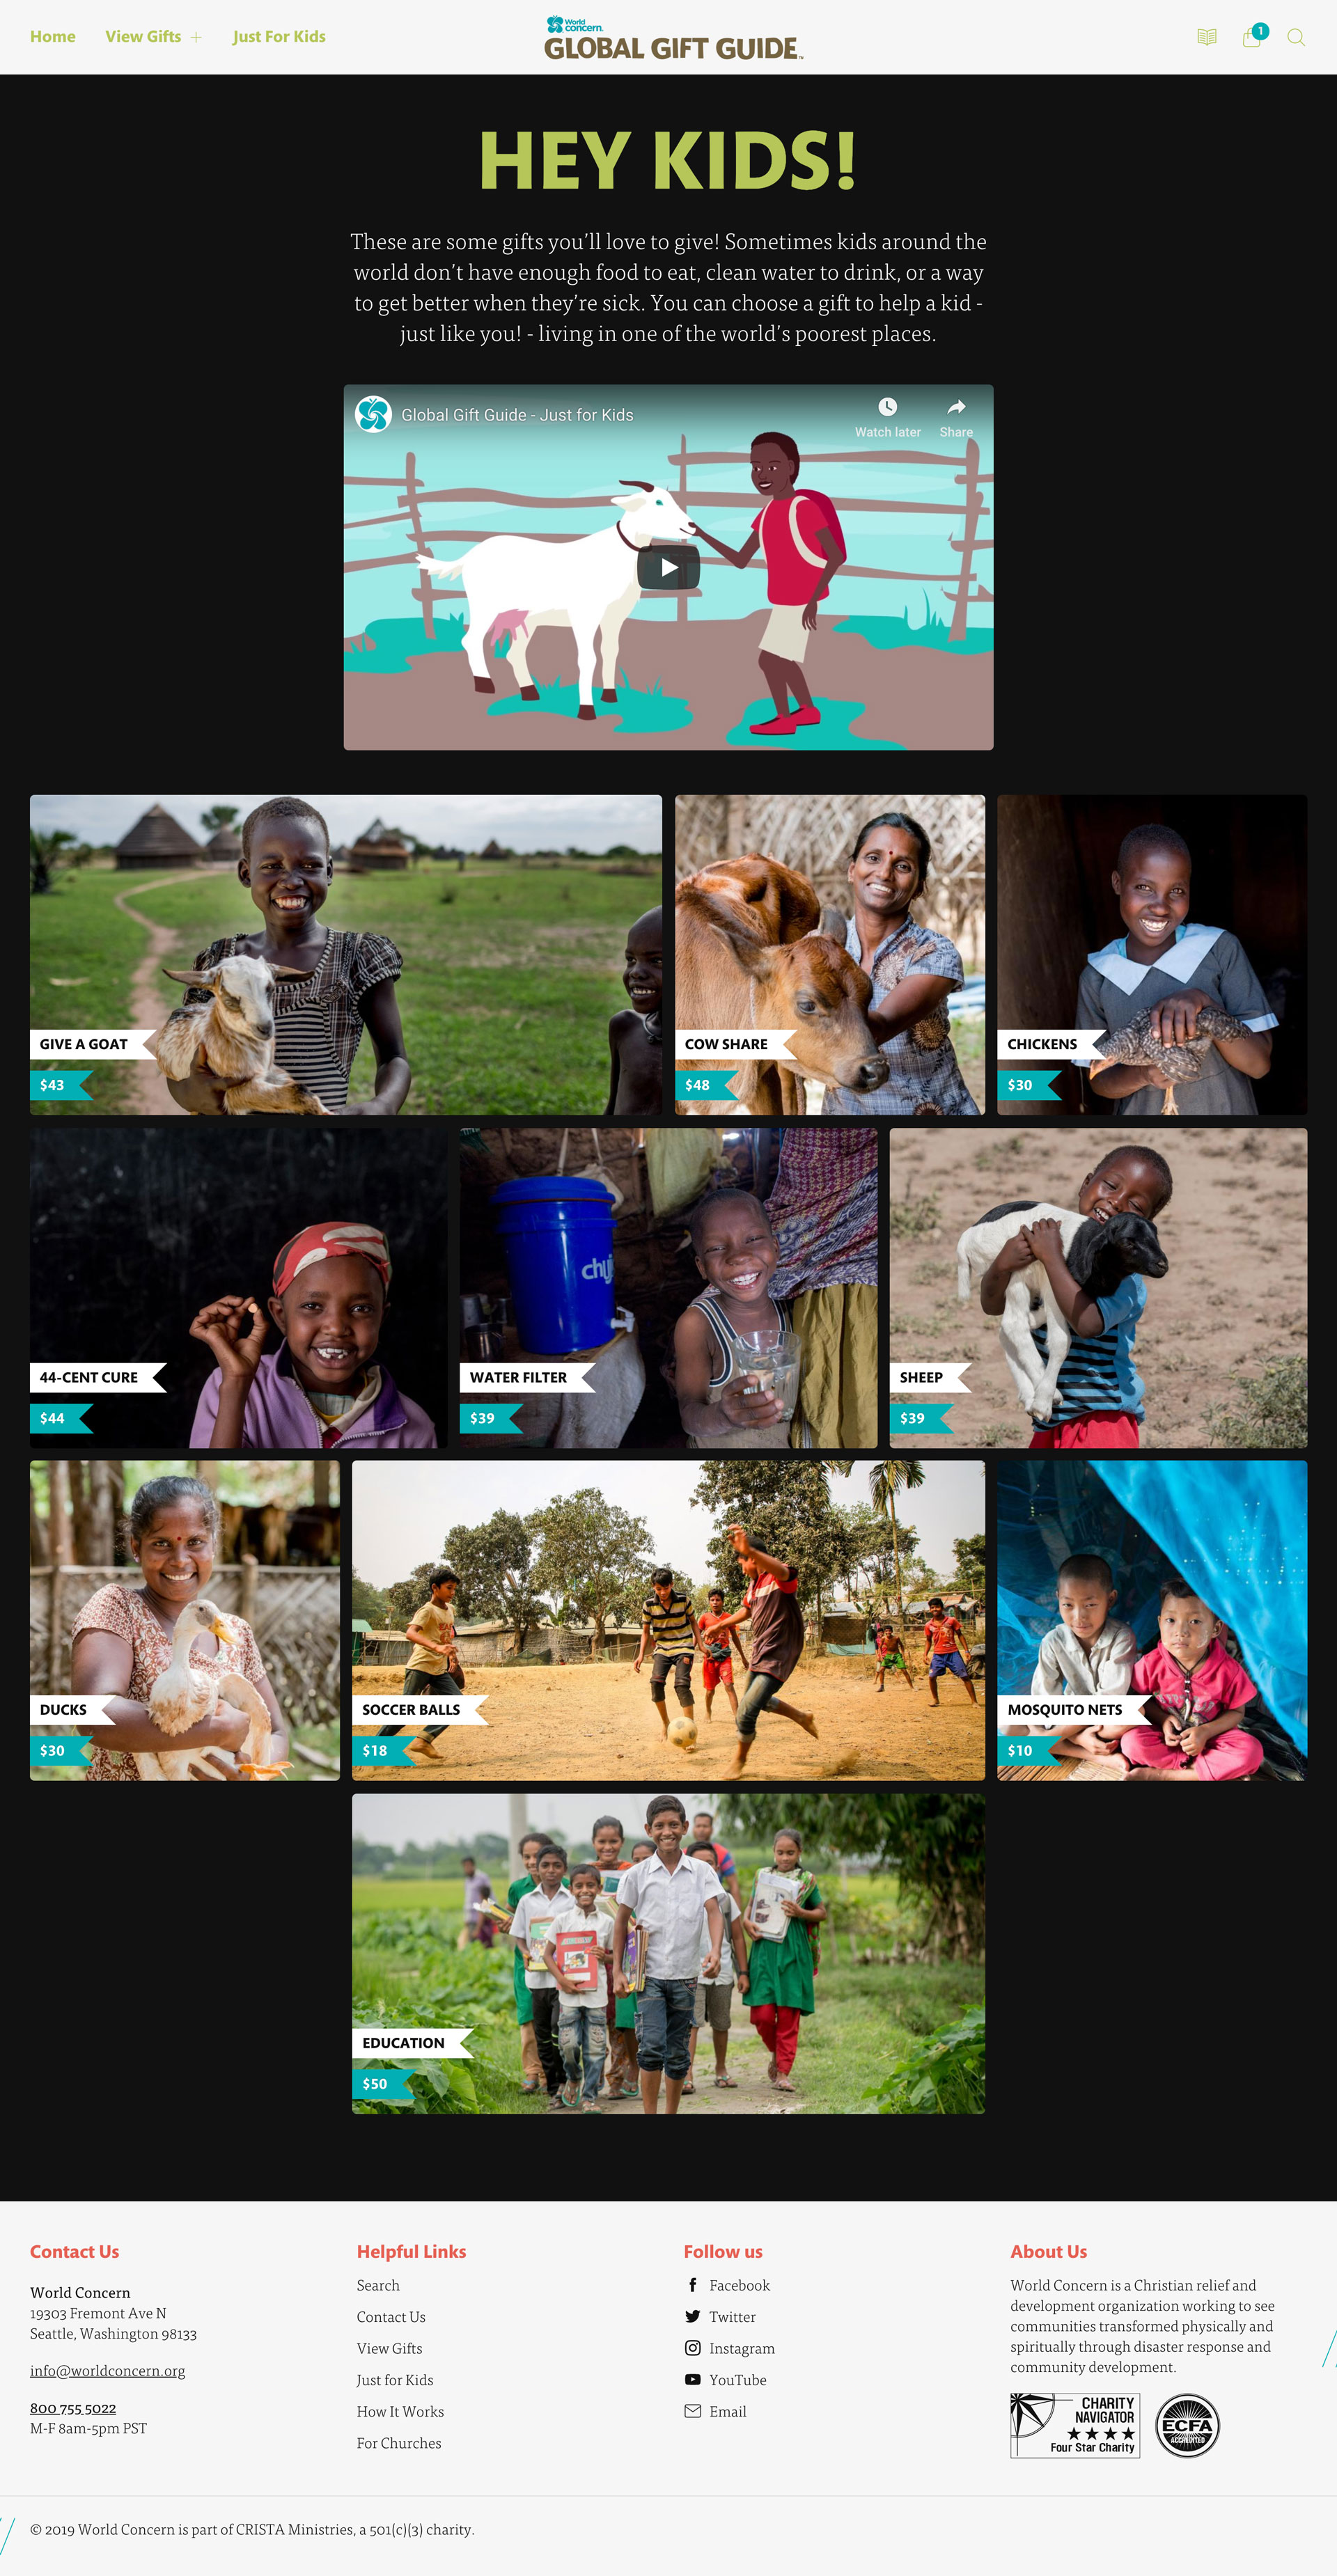 Home
View Gifts
Just For Kids
World
concern.
GLOBAL GIFT GUIDE™
1
HEY KIDS!
These are some gifts you’ll love to give! Sometimes kids around the
world don’t have enough food to eat, clean water to drink, or a way
to get better when they’re sick. You can choose a gift to help a kid -
just like you! - living in one of the world’s poorest places.
Global Gift Guide - Just for Kids
Watch later
Share
GIVE A GOAT
$43
COW SHARE
$48
CHICKENS
$30
44-CENT CURE
$44
WATER FILTER
$39
SHEEP
$39
DUCKS
$30
SOCCER BALLS
$18
MOSQUITO NETS
$10
EDUCATION
$50
Contact Us
World Concern
19303 Fremont Ave N
Seattle, Washington 98133
info@worldconcern.org
800 755 5022
M-F 8am-5pm PST
Helpful Links
Search
Contact Us
View Gifts
Just for Kids
How It Works
For Churches
Follow us
Facebook
Twitter
Instagram
YouTube
Email
About Us
World Concern is a Christian relief and
development organization working to see
communities transformed physically and
spiritually through disaster response and
community development.
CHARITY
NAVIGATOR
★★★★
Four Star Charity
ECFA
ACCREDITED
© 2019 World Concern is part of CRISTA Ministries, a 501(c)(3) charity.